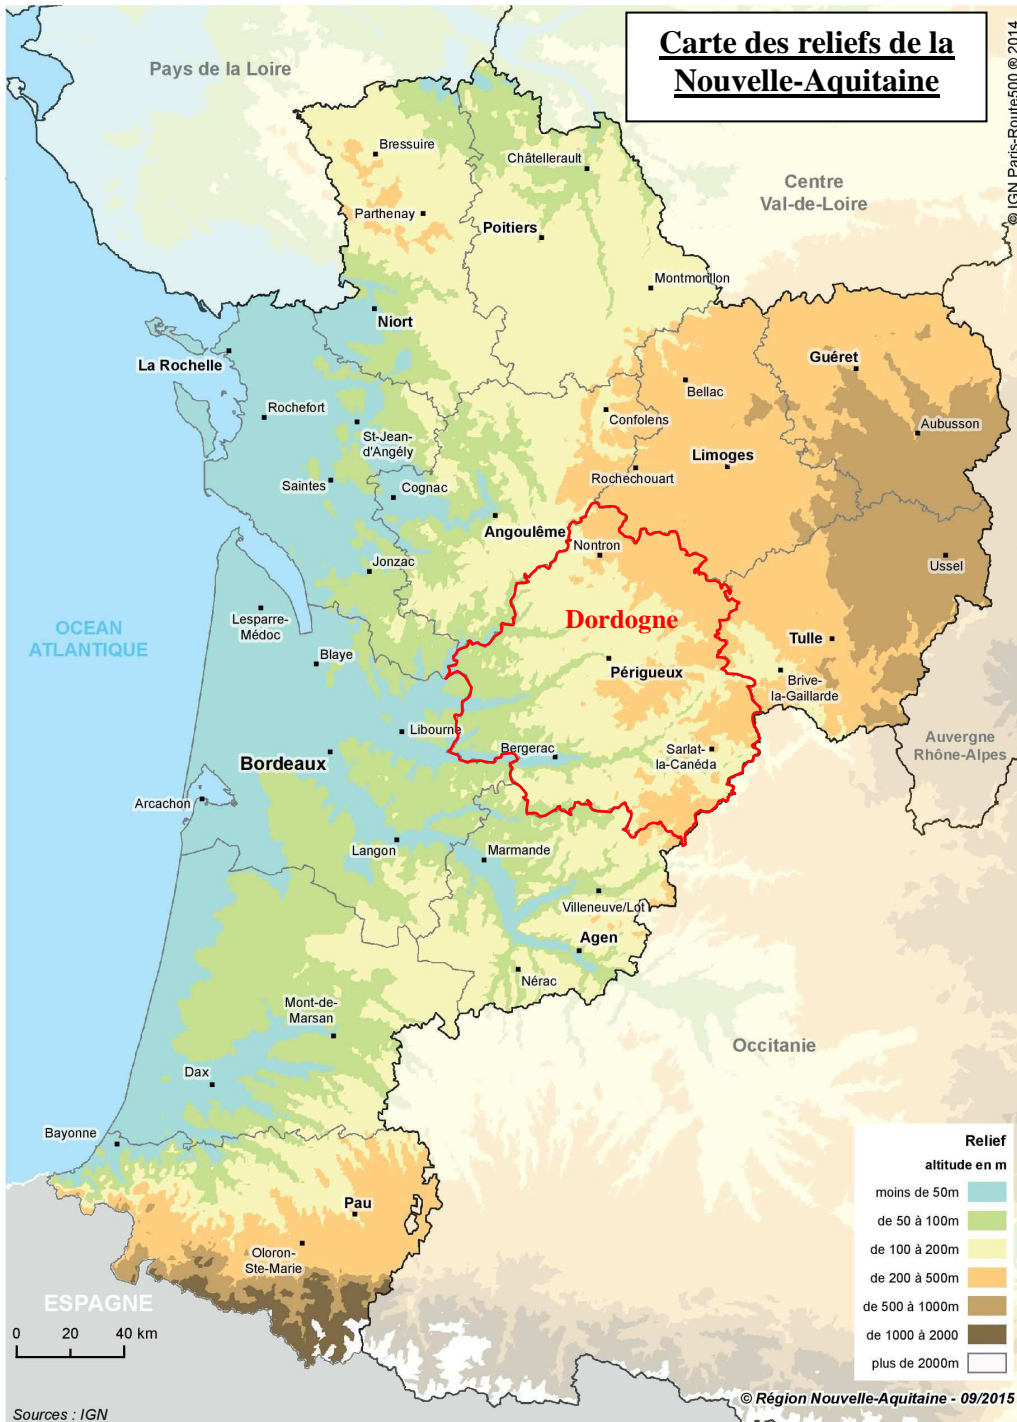 Carte des reliefs de la
Nouvelle-Aquitaine
© IGN Paris-Route500 ® 2014
Pays de la Loire
Bressuire
Châtellerault
Centre
Val-de-Loire
Parthenay
Poitiers
Montmorillon
Niort
La Rochelle
Guéret
Bellac
Rochefort
Confolens
Aubusson
St-Jean-
d'Angély
Limoges
Saintes
Cognac
Rochechouart
Angoulême
Nontron
Jonzac
Ussel
Lesparre-
Médoc
Dordogne
OCEAN
ATLANTIQUE
Tulle
Blaye
Périgueux
Brive-
la-Gaillarde
Libourne
Bergerac
Sarlat-
la-Canéda
Auvergne
Rhône-Alpes
Bordeaux
Arcachon
Langon
Marmande
Villeneuve/Lot
Agen
Nérac
Mont-de-
Marsan
Occitanie
Dax
Bayonne
Pau
Oloron-
Ste-Marie
ESPAGNE
0 20 40 km
Relief
altitude en m
moins de 50m
de 50 à 100m
de 100 à 200m
de 200 à 500m
de 500 à 1000m
de 1000 à 2000
plus de 2000m
© Région Nouvelle-Aquitaine - 09/2015
Sources : IGN